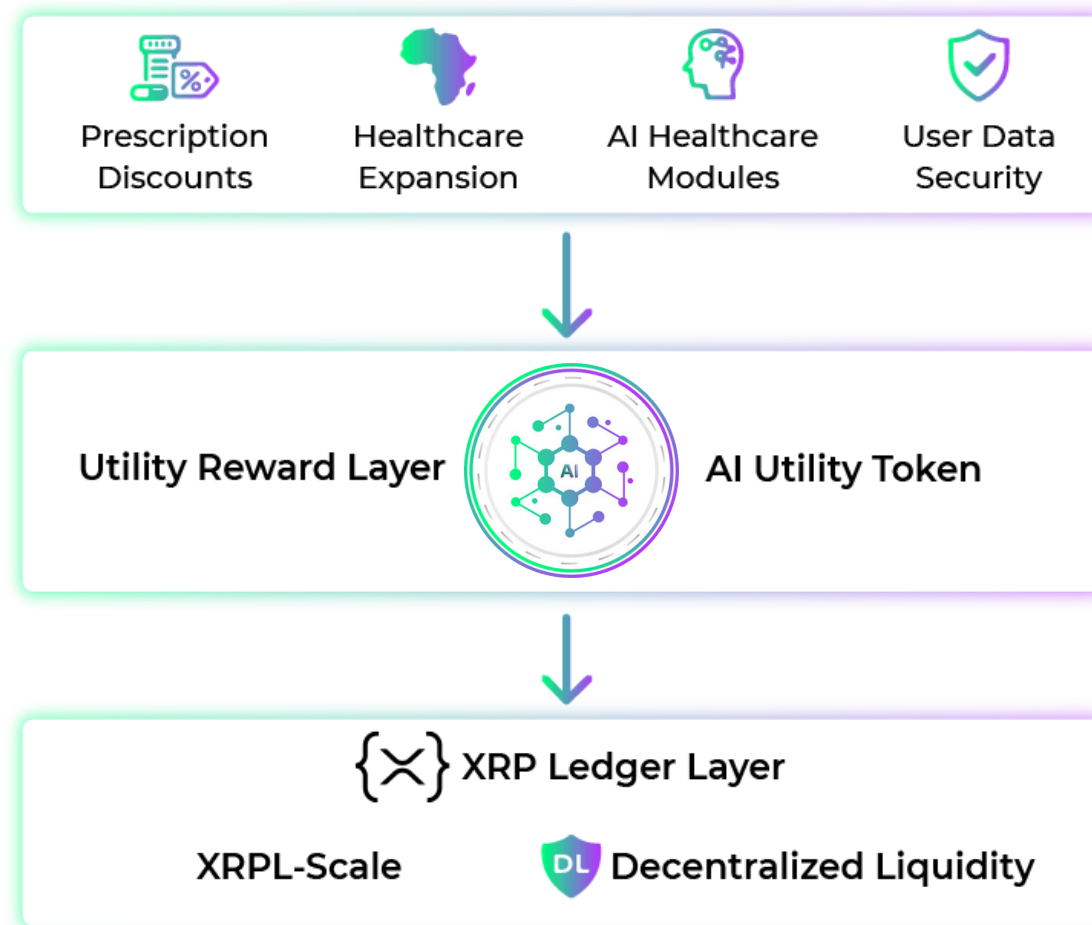 Prescription
Discounts
Healthcare
Expansion
AI Healthcare
Modules
User Data
Security
Utility Reward Layer
AI
AI Utility Token
XRP Ledger Layer
XRPL-Scale
DL
Decentralized Liquidity